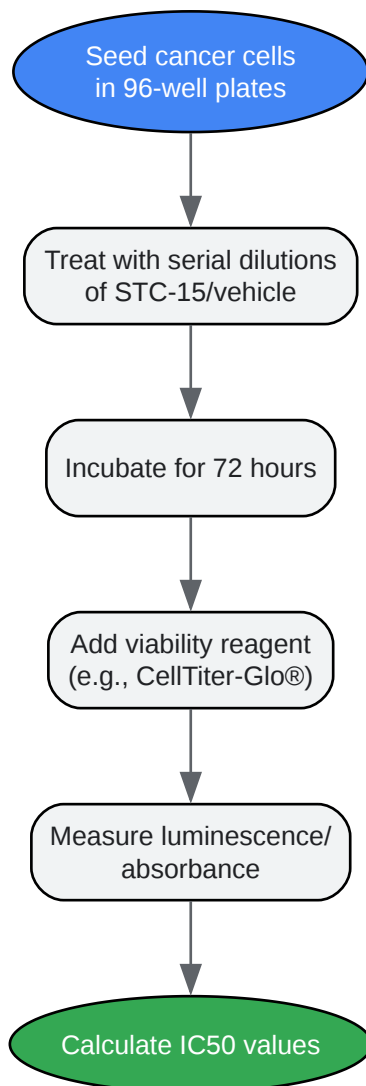 Seed cancer cells
in 96-well plates
Treat with serial dilutions
of STC-15/vehicle
Incubate for 72 hours
Add viability reagent
(e.g., CellTiter-Glo®)
Measure luminescence/
absorbance
Calculate IC50 values